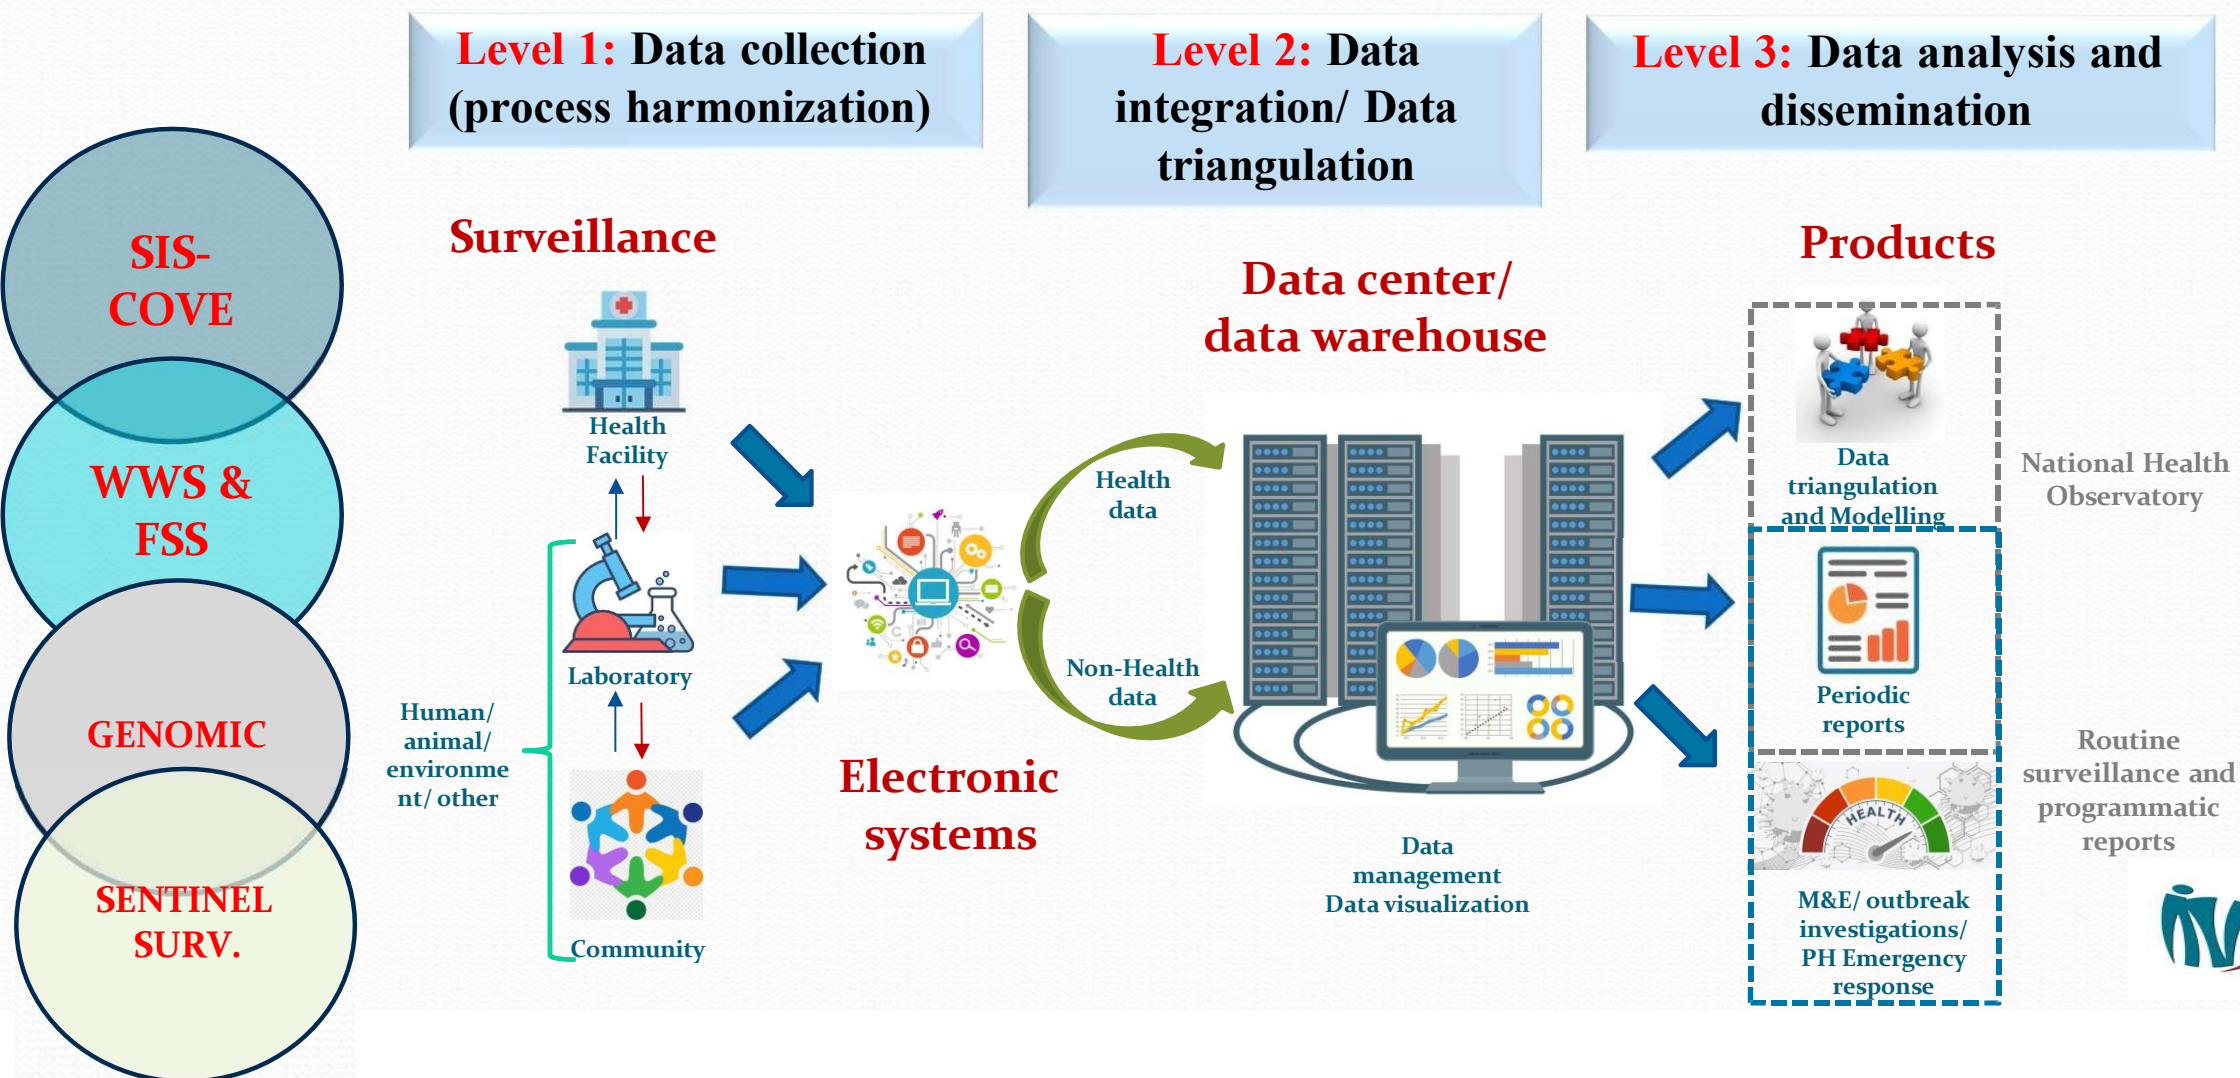 Level 1: Data collection
(process harmonization)
Level 2: Data
integration/ Data
triangulation
Level 3: Data analysis and
dissemination
SIS-
COVE
WWS &
FSS
GENOMIC
SENTINEL
SURV.
Surveillance
Health
Facility
Laboratory
Community
Human/
animal/
environme
nt/ other
Electronic
systems
Health
data
Non-Health
data
Data center/
data warehouse
Data
management
Data visualization
Products
Data
triangulation
and Modelling
Periodic
reports
HEALTH
M&E/ outbreak
investigations/
PH Emergency
response
National Health
Observatory
Routine
surveillance and
programmatic
reports